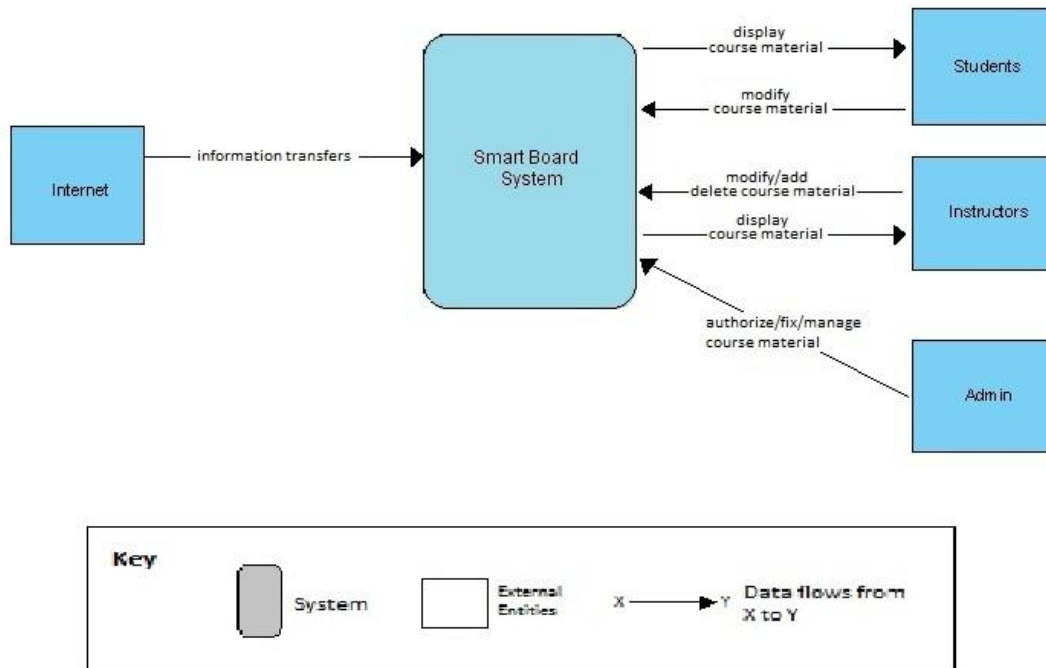 display
course material
Students
modify
course material
information transfers
Smart Board
System
Internet
modify/add
delete course material
Instructors
display
course material
authorize/fix/manage
course material
Admin
Key
System
External
Entities
X
Y
Data flows from
X to Y